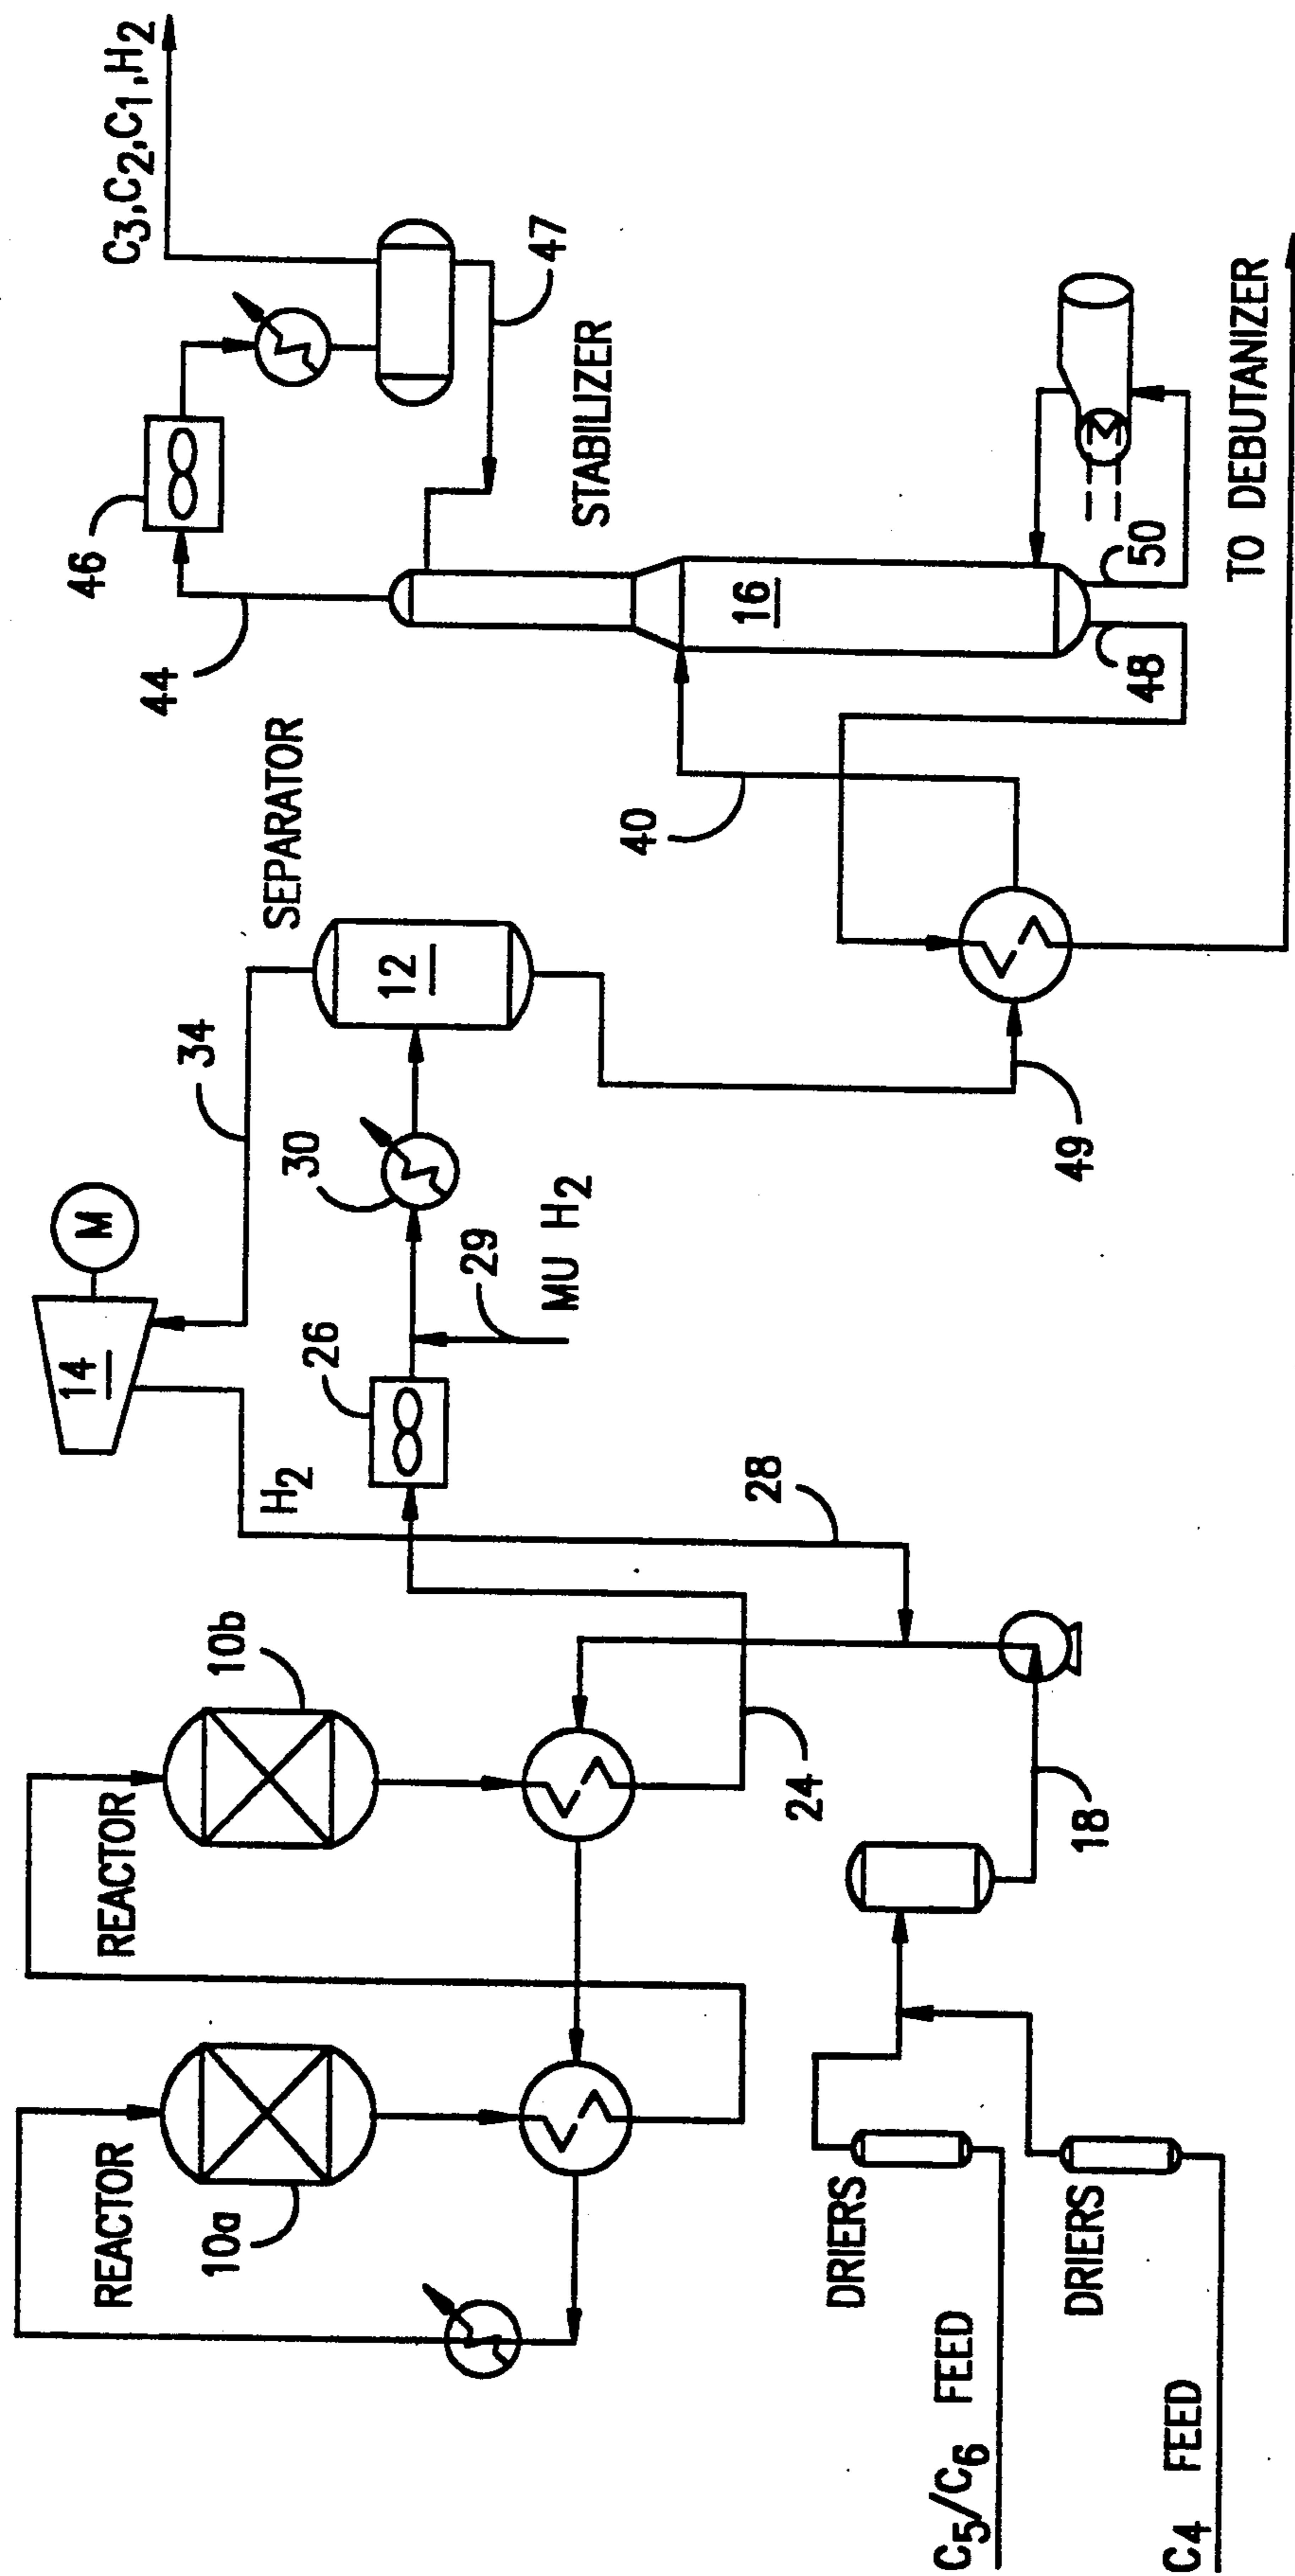 C5/C6 FEED
C4 FEED
DRIERS
DRIERS
REACTOR
10a
REACTOR
10b
18
24
28
H2
14
M
26
29
MU H2
30
34
SEPARATOR
12
49
40
44
46
C3,C2,C1,H2
47
STABILIZER
16
48
50
TO DEBUTANIZER